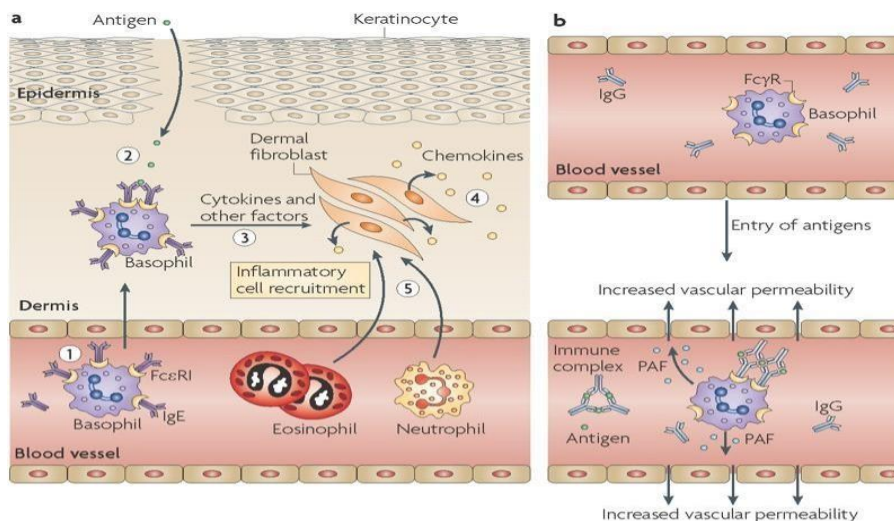 a
Antigen
Keratinocyte
Epidermis
2
Dermal
fibroblast
Chemokines
4
Cytokines and
other factors
3
Basophil
Inflammatory
cell recruitment
5
Dermis
1
FcεRI
Basophil
IgE
Eosinophil
Neutrophil
Blood vessel
b
FcγR
IgG
Basophil
Blood vessel
Entry of antigens
Increased vascular permeability
Immune
complex
PAF
IgG
Antigen
PAF
Increased vascular permeability